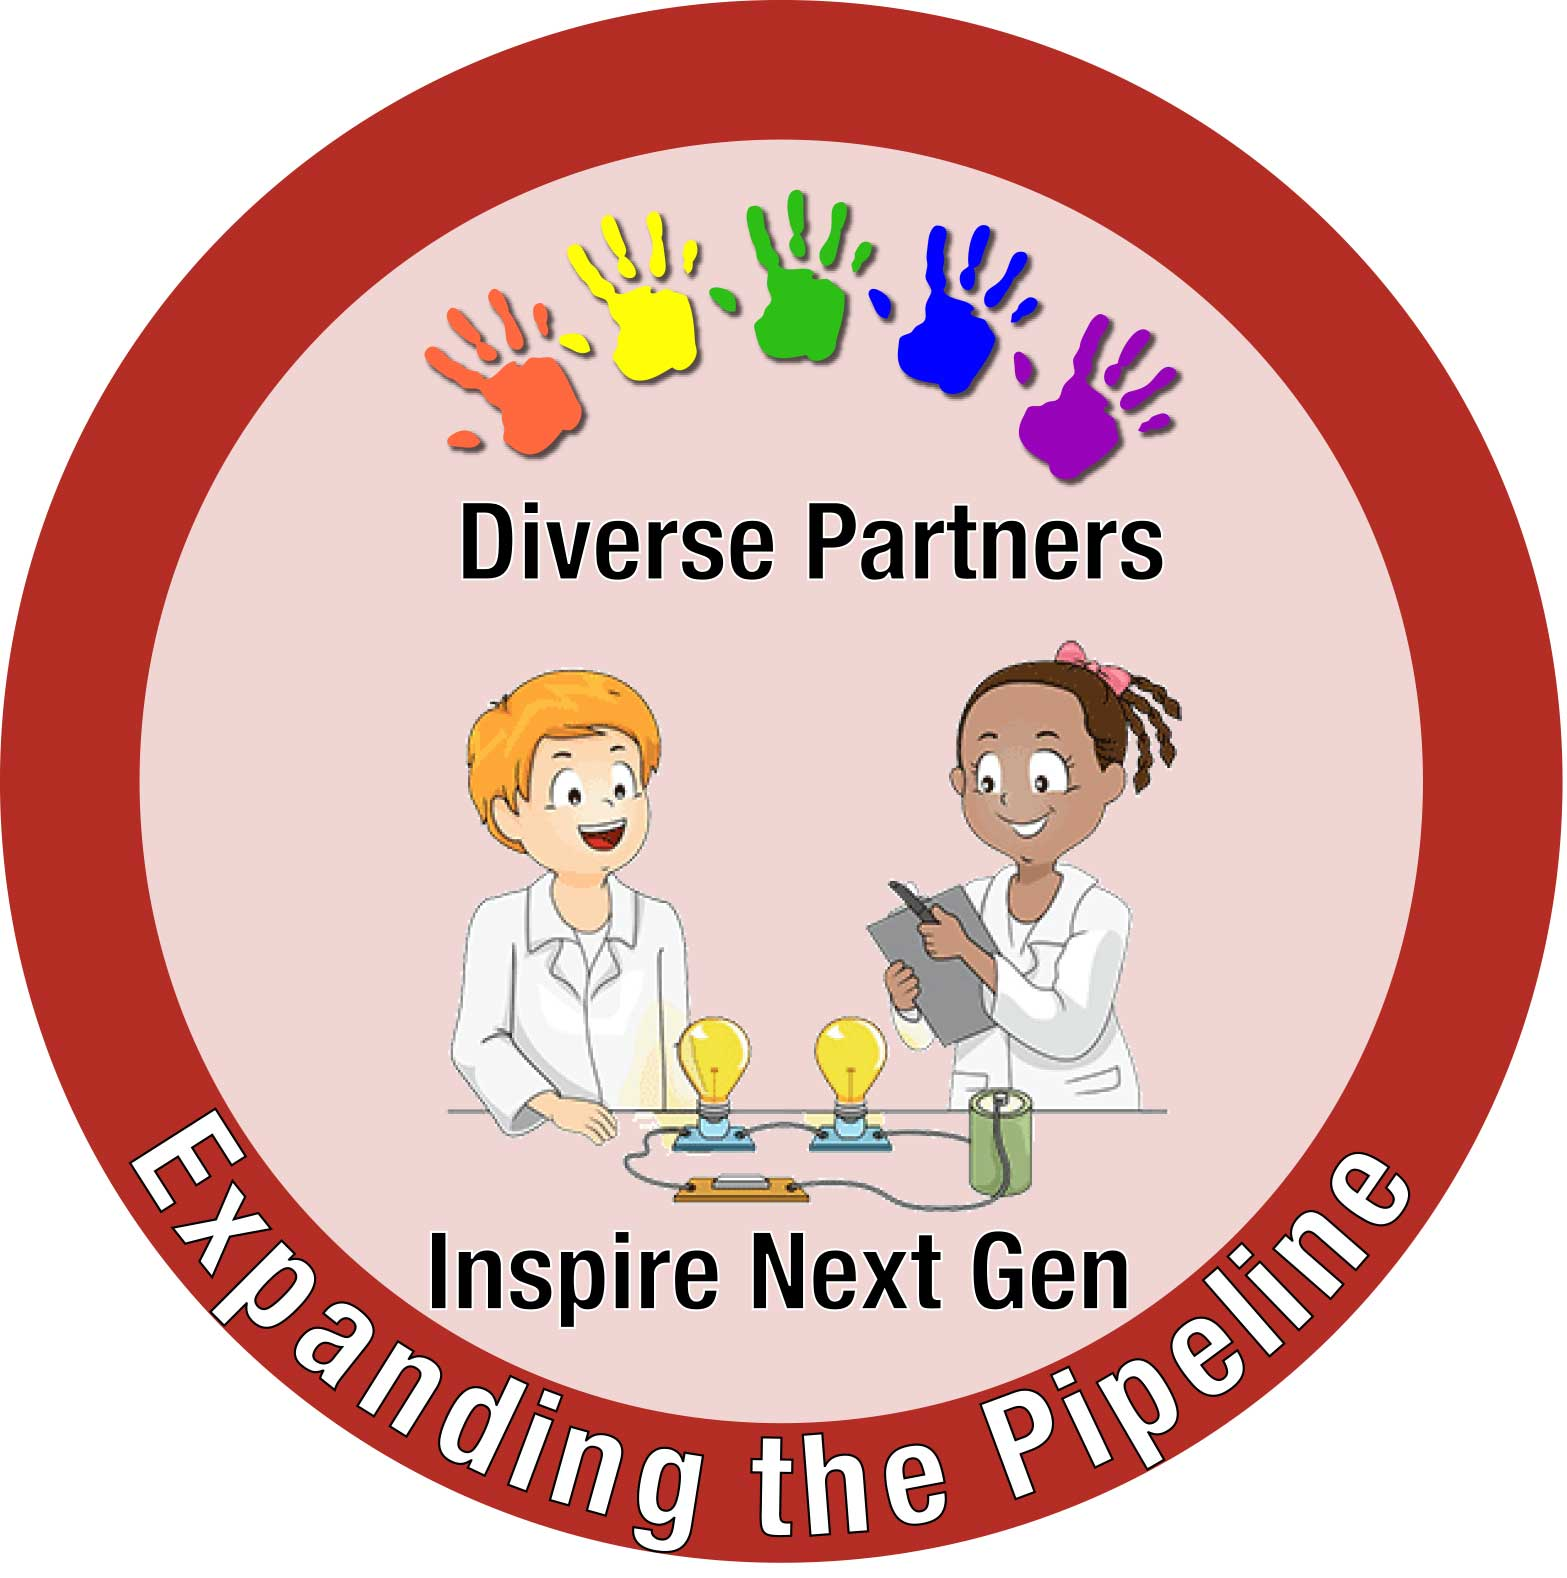 Diverse Partners
Inspire Next Gen
Expanding the Pipeline